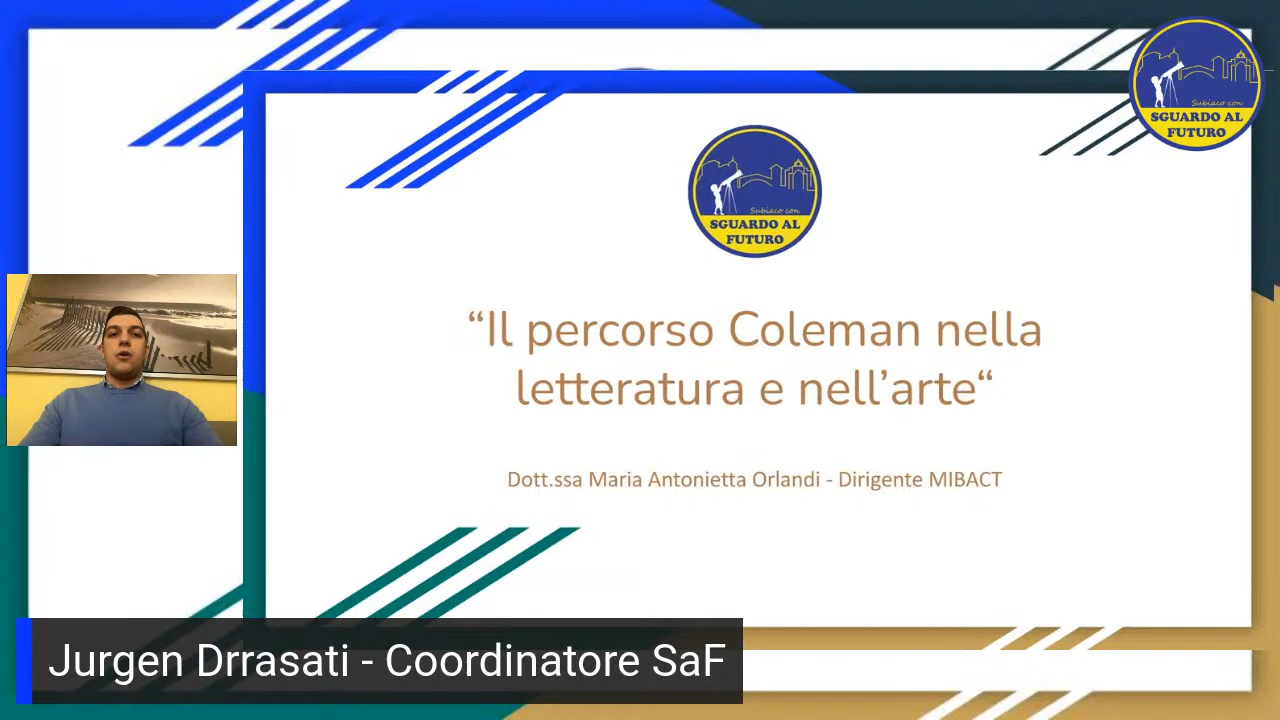 Subiaco con
SGUARDO AL
FUTURO
Subiaco con
SGUARDO AL
FUTURO
“Il percorso Coleman nella
letteratura e nell’arte“
Dott.ssa Maria Antonietta Orlandi - Dirigente MIBACT
Jurgen Drrasati - Coordinatore SaF